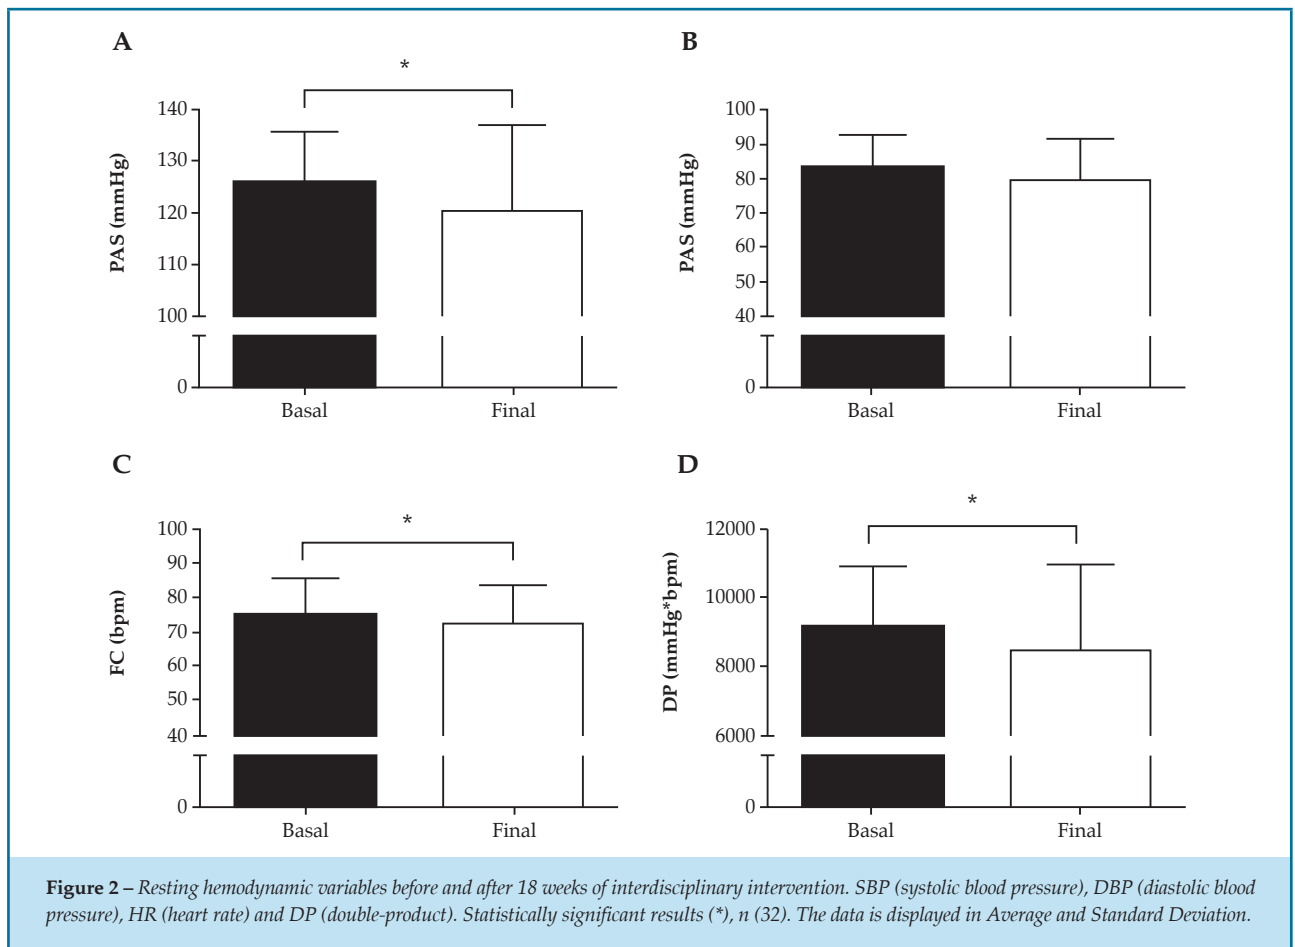 A
*
PAS (mmHg)
140
130
120
110
100
0
Basal Final
B
PAS (mmHg)
100
90
80
70
60
50
40
0
Basal Final
C
*
FC (bpm)
100
90
80
70
60
50
40
0
Basal Final
D
*
DP (mmHg*bpm)
12000
10000
8000
6000
0
Basal Final
Figure 2 – Resting hemodynamic variables before and after 18 weeks of interdisciplinary intervention. SBP (systolic blood pressure), DBP (diastolic blood
pressure), HR (heart rate) and DP (double-product). Statistically significant results (*), n (32). The data is displayed in Average and Standard Deviation.